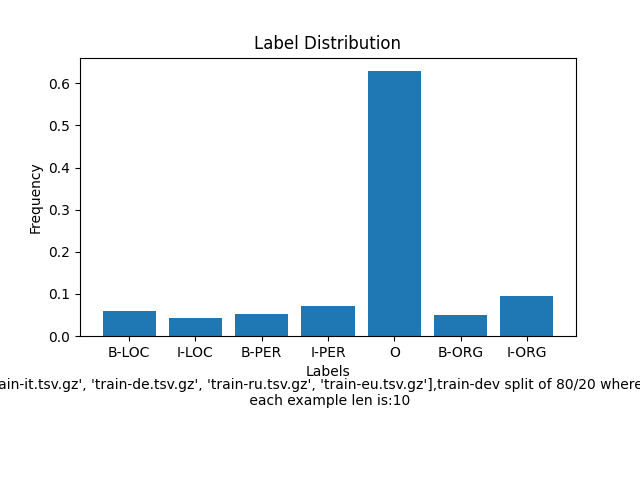 Label Distribution
Frequency
0.6
0.5
0.4
0.3
0.2
0.1
0.0
B-LOC I-LOC B-PER I-PER O B-ORG I-ORG
Labels
ain-it.tsv.gz', 'train-de.tsv.gz', 'train-ru.tsv.gz', 'train-eu.tsv.gz'],train-dev split of 80/20 where
each example len is:10